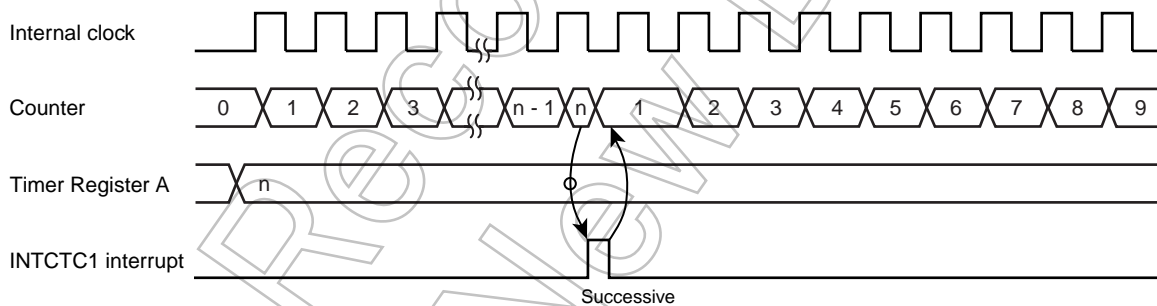 Internal clock
Counter 0 1 2 3 n - 1 n 1 2 3 4 5 6 7 8 9
Timer Register A n
INTCTC1 interrupt
Successive